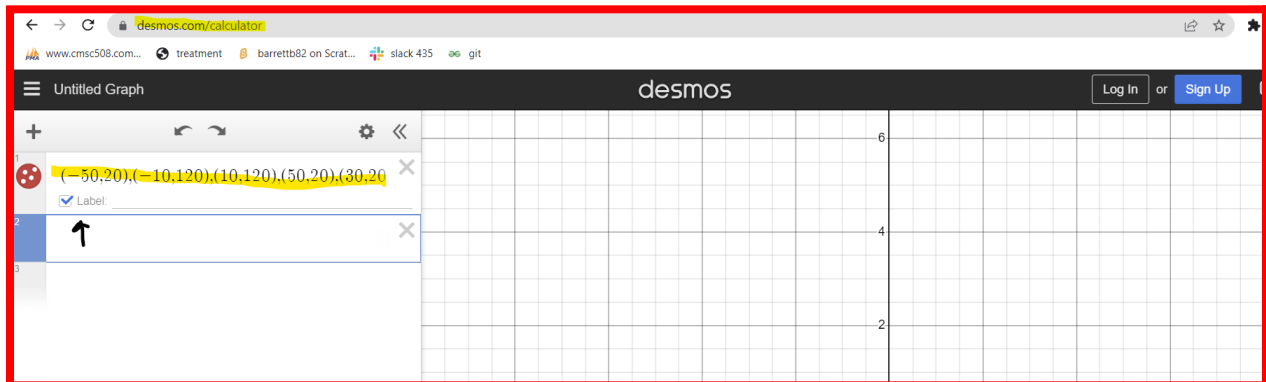 desmos.com/calculator
www.cmsc508.com... treatment barrettb82 on Scrat... slack 435 git
Untitled Graph desmos Log In or Sign Up
1
(−50,20),(−10,120),(10,120),(50,20),(30,20
Label:
2
3
6
4
2